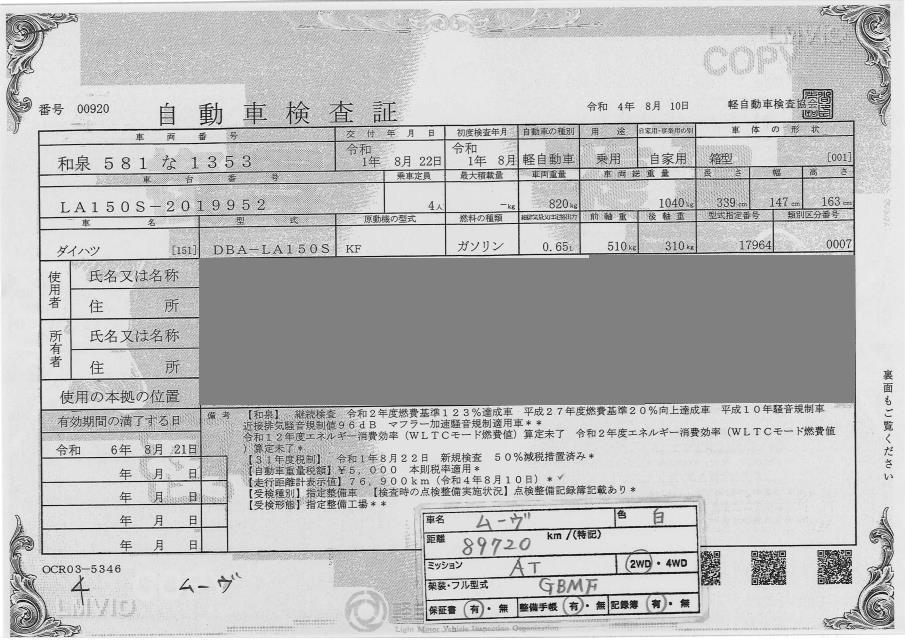 LMVIO
COPY
番号 00920
自動車検査証
令和 4年 8月 10日
軽自動車検査協会
車両番号 交付年月日 初度検査年月 自動車の種別 用途 自家用・事業用の別 車体の形状
和泉 581 な 1353 令和 1年 8月 22日 令和 1年 8月 軽自動車 乗用 自家用 箱型 [001]
車台番号 乗車定員 最大積載量 車両重量 車両総重量 長さ 幅 高さ
LA150S-2019952 4人 -kg 820kg 1040kg 339cm 147cm 163cm
車名 型式 原動機の型式 燃料の種類 前軸重 後軸重 型式指定番号 類別区分番号
ダイハツ [151] DBA-LA150S KF ガソリン 0.65L 510kg 310kg 17964 0007
使用者 氏名又は名称
住所
所有者 氏名又は名称
住所
使用の本拠の位置
有効期間の満了する日
令和 6年 8月 21日
年 月 日
年 月 日
年 月 日
年 月 日
備考
【和泉】 継続検査 令和2年度燃費基準123%達成車 平成27年度燃費基準20%向上達成車 平成10年騒音規制車
近接排気騒音規制値96dB マフラー加速騒音規制適用車**
令和12年度エネルギー消費効率(WLTCモード燃費値)算定未了 令和2年度エネルギー消費効率(WLTCモード燃費値
)算定未了*
【31年度税制】 令和1年8月22日 新規検査 50%減税措置済み*
【自動車重量税額】¥5,000 本則税率適用*
【走行距離計表示値】76,900km(令和4年8月10日)*
【受検種別】指定整備車 【検査時の点検整備実施状況】点検整備記録簿記載あり*
【受検形態】指定整備工場**
裏面もご覧ください
車名 ムーヴ 色 白
距離 89720 km/(特記)
ミッション AT 2WD・4WD
架装・フル型式 GBMF
保証書 有・無 整備手帳 有・無 記録簿 有・無
OCR03-5346
4 ムーヴ
LMVIO
Light Motor Vehicle Inspection Organization